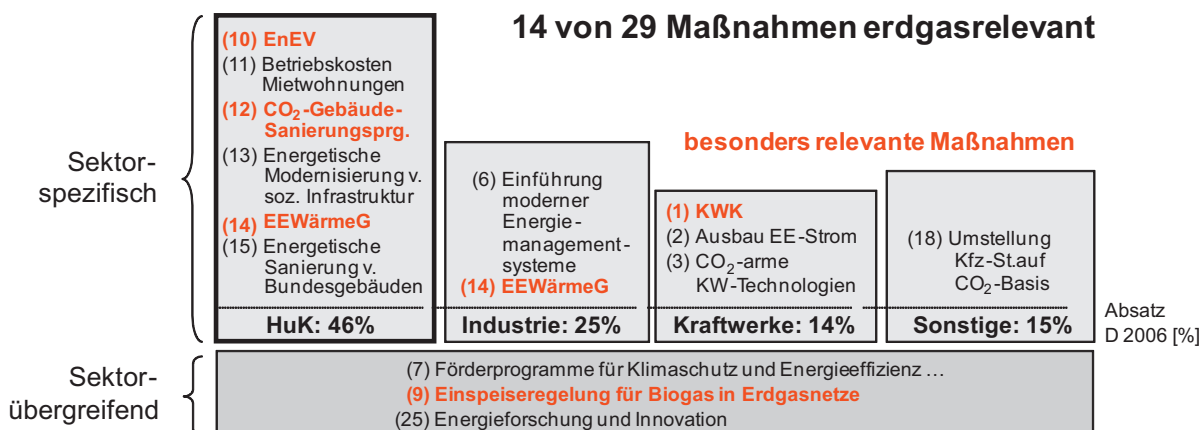 14 von 29 Maßnahmen erdgasrelevant
besonders relevante Maßnahmen
Sektor-
spezifisch
(10) EnEV
(11) Betriebskosten
Mietwohnungen
(12) CO₂-Gebäude-
Sanierungsprg.
(13) Energetische
Modernisierung v.
soz. Infrastruktur
(14) EEWärmeG
(15) Energetische
Sanierung v.
Bundesgebäuden
HuK: 46%
(6) Einführung
moderner
Energie-
management-
systeme
(14) EEWärmeG
Industrie: 25%
(1) KWK
(2) Ausbau EE-Strom
(3) CO₂-arme
KW-Technologien
Kraftwerke: 14%
(18) Umstellung
Kfz-St.auf
CO₂-Basis
Sonstige: 15%
Absatz
D 2006 [%]
Sektor-
übergreifend
(7) Förderprogramme für Klimaschutz und Energieeffizienz …
(9) Einspeiseregelung für Biogas in Erdgasnetze
(25) Energieforschung und Innovation